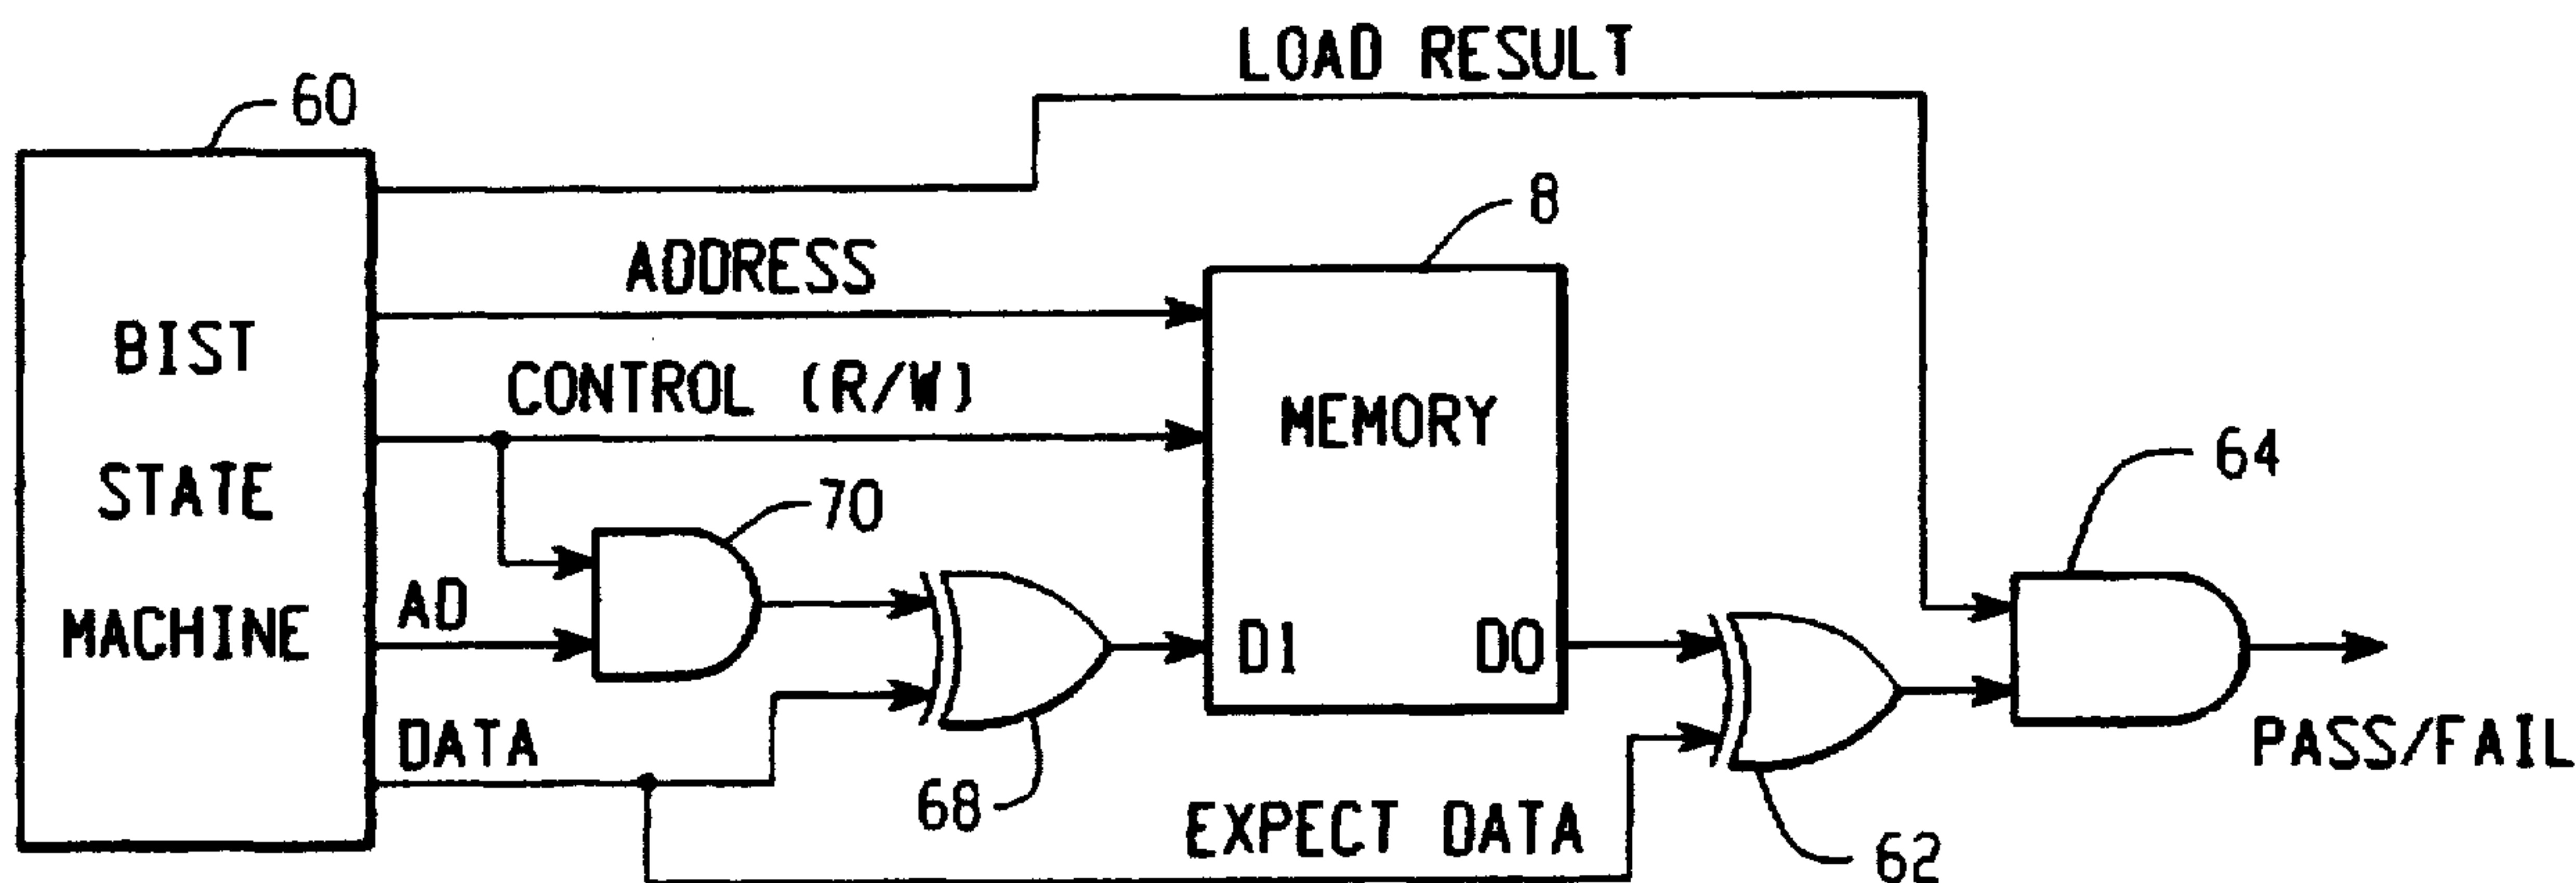 LOAD RESULT
60
8
ADDRESS
BIST
STATE
MACHINE
CONTROL (R/W)
MEMORY
64
70
AD
DI
DO
DATA
68
EXPECT DATA
62
PASS/FAIL